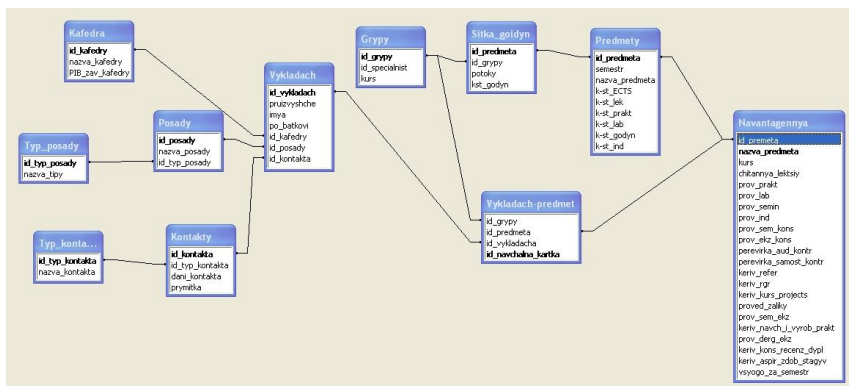 Kafedra
id_kafedry
nazva_kafedry
PIB_zav_kafedry
Typ_posady
id_typ_posady
nazva_tipy
Posady
id_posady
nazva_posady
id_typ_posady
Typ_konta...
id_typ_kontakta
nazva_kontakta
Kontakty
id_kontakta
id_typ_kontakta
dani_kontakta
prymitka
Vykladach
id_vykladach
pruizvyshche
imya
po_batkovi
id_kafedry
id_posady
id_kontakta
Grypy
id_grypy
id_specialnist
kurs
Sitka_goidyn
id_predmeta
id_grypy
potoky
kst_godyn
Predmety
id_predmeta
semestr
nazva_predmeta
k-st_ECTS
k-st_lek
k-st_prakt
k-st_lab
k-st_godyn
k-st_ind
Vykladach-predmet
id_grypy
id_predmeta
id_vykladacha
id_navchalna_kartka
Navantagennya
id_premeta
nazva_predmeta
kurs
chitannya_lektsiy
prov_prakt
prov_lab
prov_semin
prov_ind
prov_sem_kons
prov_ekz_kons
perevirka_aud_kontr
perevirka_samost_kontr
keriv_refer
keriv_rgr
keriv_kurs_projects
proved_zaliky
prov_sem_ekz
keriv_navch_i_vyrob_prakt
prov_derg_ekz
keriv_kons_recenz_dypl
keriv_aspir_zdob_stagyv
vsyogo_za_semestr